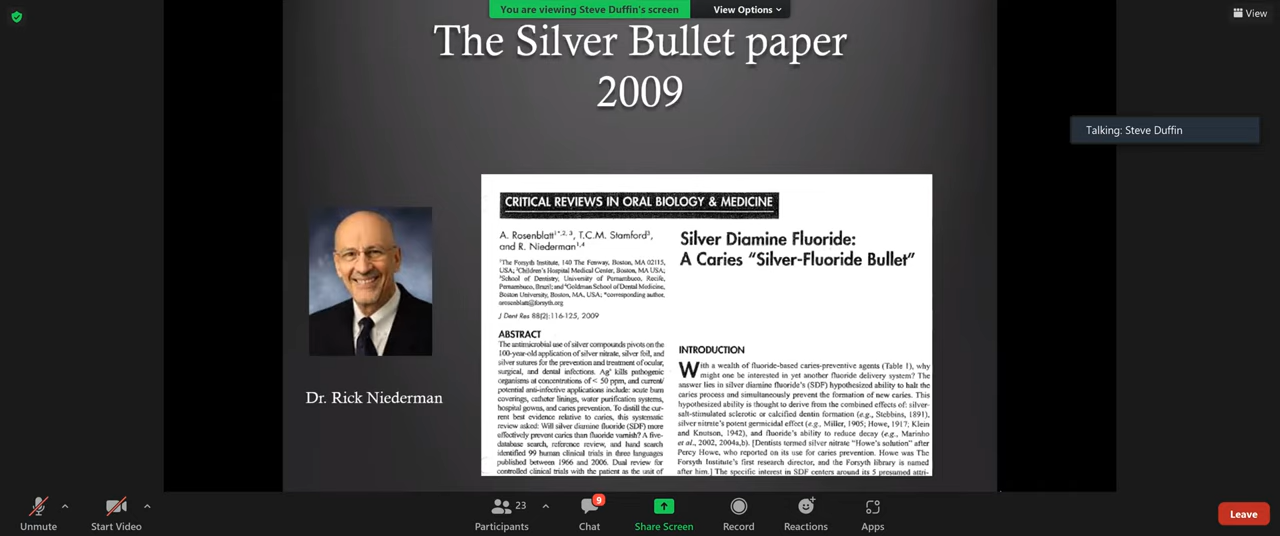 You are viewing Steve Duffin's screen
View Options
View
The Silver Bullet paper
2009
Talking: Steve Duffin
CRITICAL REVIEWS IN ORAL BIOLOGY & MEDICINE
A. Rosenblatt¹*,²,³, T.C.M. Stamford³,
and R. Niederman¹,⁴
¹The Forsyth Institute, 140 The Fenway, Boston, MA 02115,
USA; ²Children's Hospital Medical Center, Boston, MA USA;
³School of Dentistry, University of Pernambuco, Recife,
Pernambuco, Brazil; and ⁴Goldman School of Dental Medicine,
Boston University, Boston, MA, USA; *corresponding author,
arosenblatt@forsyth.org
J Dent Res 88(2):116-125, 2009
ABSTRACT
The antimicrobial use of silver compounds pivots on the
100-year-old application of silver nitrate, silver foil, and
silver sutures for the prevention and treatment of ocular,
surgical, and dental infections. Ag⁺ kills pathogenic
organisms at concentrations of < 50 ppm, and current/
potential anti-infective applications include: acute burn
coverings, catheter linings, water purification systems,
hospital gowns, and caries prevention. To distill the cur-
rent best evidence relative to caries, this systematic
review asked: Will silver diamine fluoride (SDF) more
effectively prevent caries than fluoride varnish? A five-
database search, reference review, and hand search
identified 99 human clinical trials in three languages
published between 1966 and 2006. Dual review for
controlled clinical trials with the patient as the unit of
Silver Diamine Fluoride:
A Caries "Silver-Fluoride Bullet"
INTRODUCTION
With a wealth of fluoride-based caries-preventive agents (Table 1), why
might one be interested in yet another fluoride delivery system? The
answer lies in silver diamine fluoride's (SDF) hypothesized ability to halt the
caries process and simultaneously prevent the formation of new caries. This
hypothesized ability is thought to derive from the combined effects of: silver-
salt-stimulated sclerotic or calcified dentin formation (e.g., Stebbins, 1891),
silver nitrate's potent germicidal effect (e.g., Miller, 1905; Howe, 1917; Klein
and Knutson, 1942), and fluoride's ability to reduce decay (e.g., Marinho
et al., 2002, 2004a,b). [Dentists termed silver nitrate "Howe's solution" after
Percy Howe, who reported on its use for caries prevention. Howe was The
Forsyth Institute's first research director, and the Forsyth library is named
after him.] The specific interest in SDF centers around its 5 presumed attri-
Dr. Rick Niederman
Unmute
Start Video
23
Participants
9
Chat
Share Screen
Record
Reactions
Apps
Leave